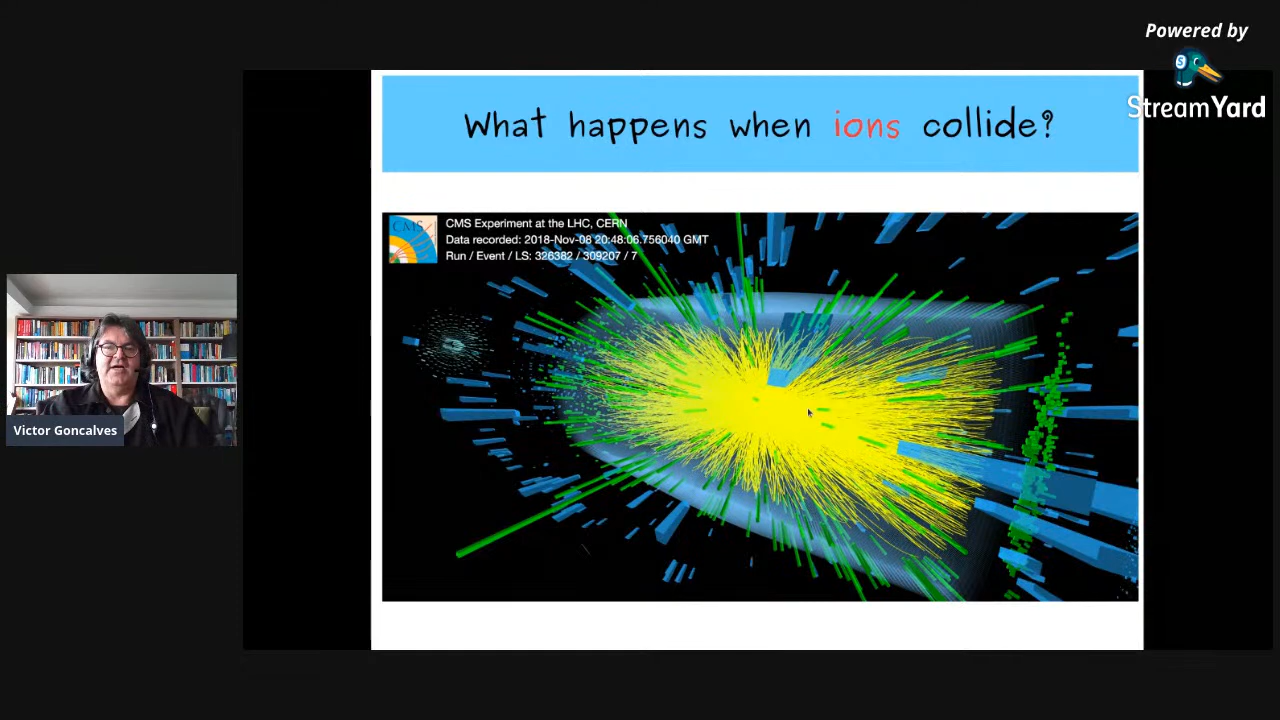 Powered by
StreamYard
What happens when ions collide?
CMS
CMS Experiment at the LHC, CERN
Data recorded: 2018-Nov-08 20:48:06.756040 GMT
Run / Event / LS: 326382 / 309207 / 7
Victor Goncalves